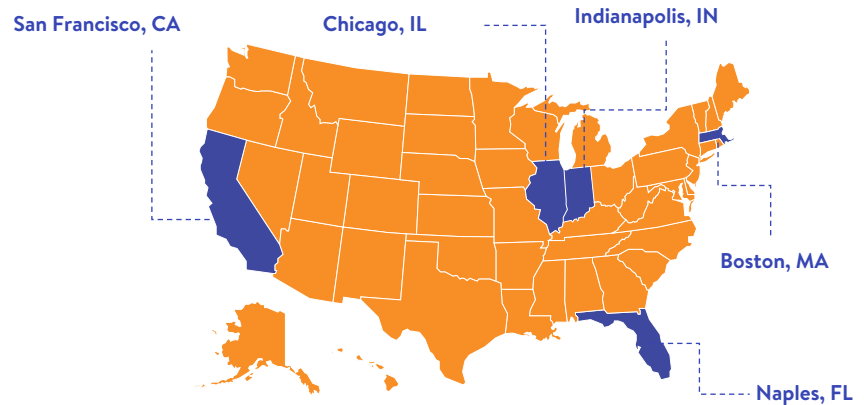 San Francisco, CA
Chicago, IL
Indianapolis, IN
Boston, MA
Naples, FL